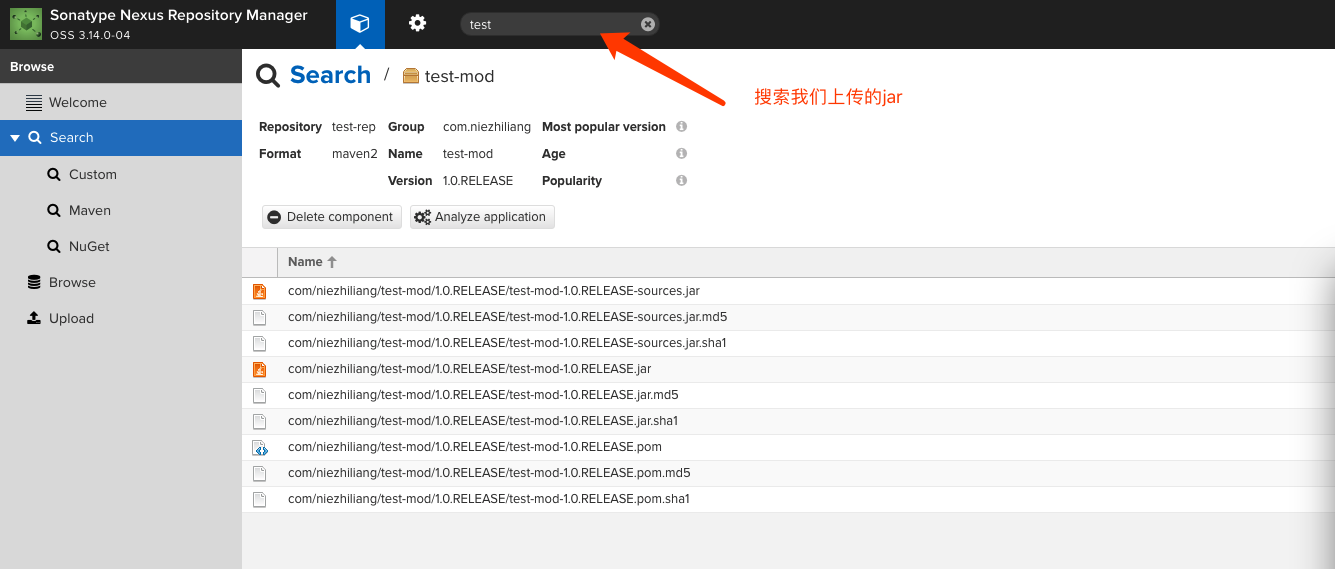 Sonatype Nexus Repository Manager
OSS 3.14.0-04
test
Browse
Welcome
Search
Custom
Maven
NuGet
Browse
Upload
Search / test-mod
搜索我们上传的jar
Repository test-rep Group com.niezhiliang Most popular version
Format maven2 Name test-mod Age
Version 1.0.RELEASE Popularity
Delete component Analyze application
Name
com/niezhiliang/test-mod/1.0.RELEASE/test-mod-1.0.RELEASE-sources.jar
com/niezhiliang/test-mod/1.0.RELEASE/test-mod-1.0.RELEASE-sources.jar.md5
com/niezhiliang/test-mod/1.0.RELEASE/test-mod-1.0.RELEASE-sources.jar.sha1
com/niezhiliang/test-mod/1.0.RELEASE/test-mod-1.0.RELEASE.jar
com/niezhiliang/test-mod/1.0.RELEASE/test-mod-1.0.RELEASE.jar.md5
com/niezhiliang/test-mod/1.0.RELEASE/test-mod-1.0.RELEASE.jar.sha1
com/niezhiliang/test-mod/1.0.RELEASE/test-mod-1.0.RELEASE.pom
com/niezhiliang/test-mod/1.0.RELEASE/test-mod-1.0.RELEASE.pom.md5
com/niezhiliang/test-mod/1.0.RELEASE/test-mod-1.0.RELEASE.pom.sha1